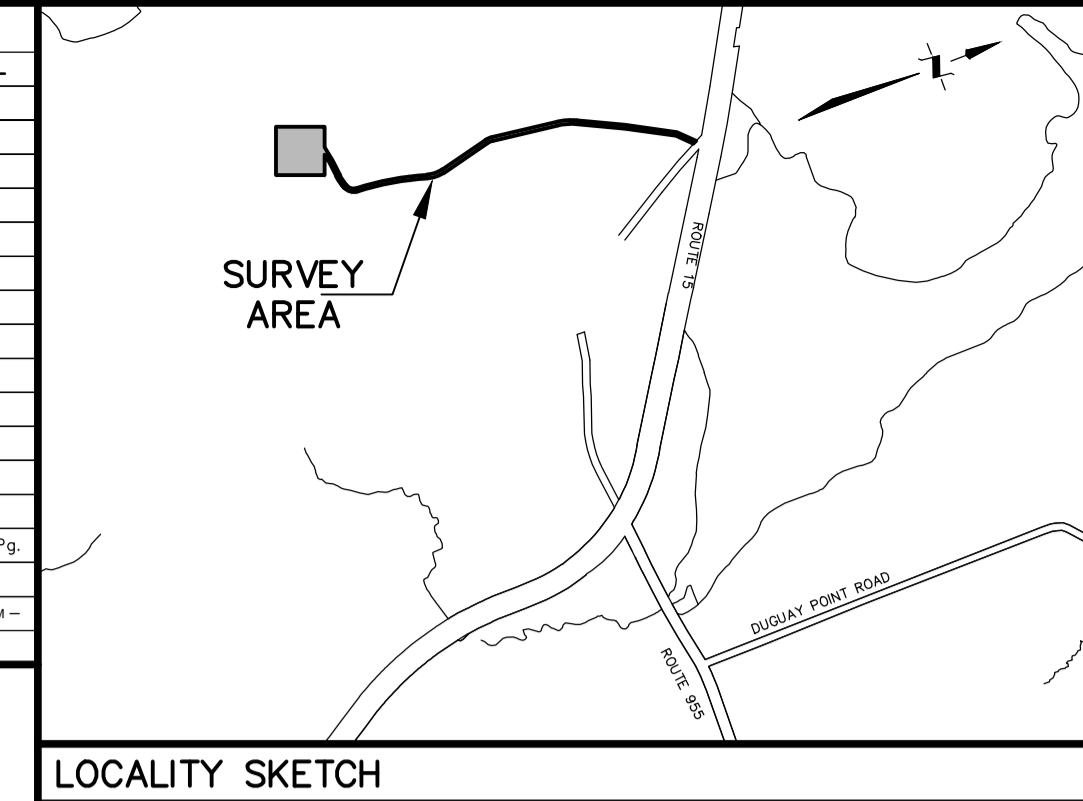 N
ROUTE 15
SURVEY
AREA
Pg.
DUGUAY POINT ROAD
ROUTE 955
LOCALITY SKETCH